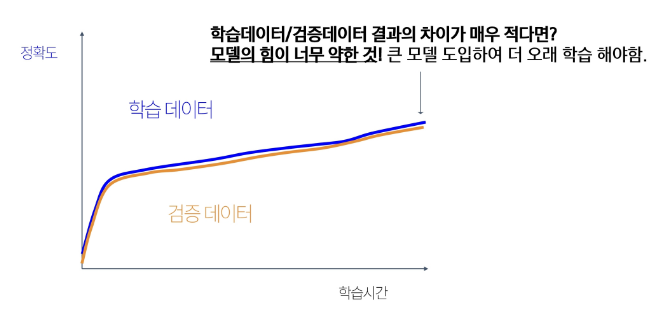 학습데이터/검증데이터 결과의 차이가 매우 적다면?
모델의 힘이 너무 약한 것! 큰 모델 도입하여 더 오래 학습 해야함.
정확도
학습 데이터
검증 데이터
학습시간